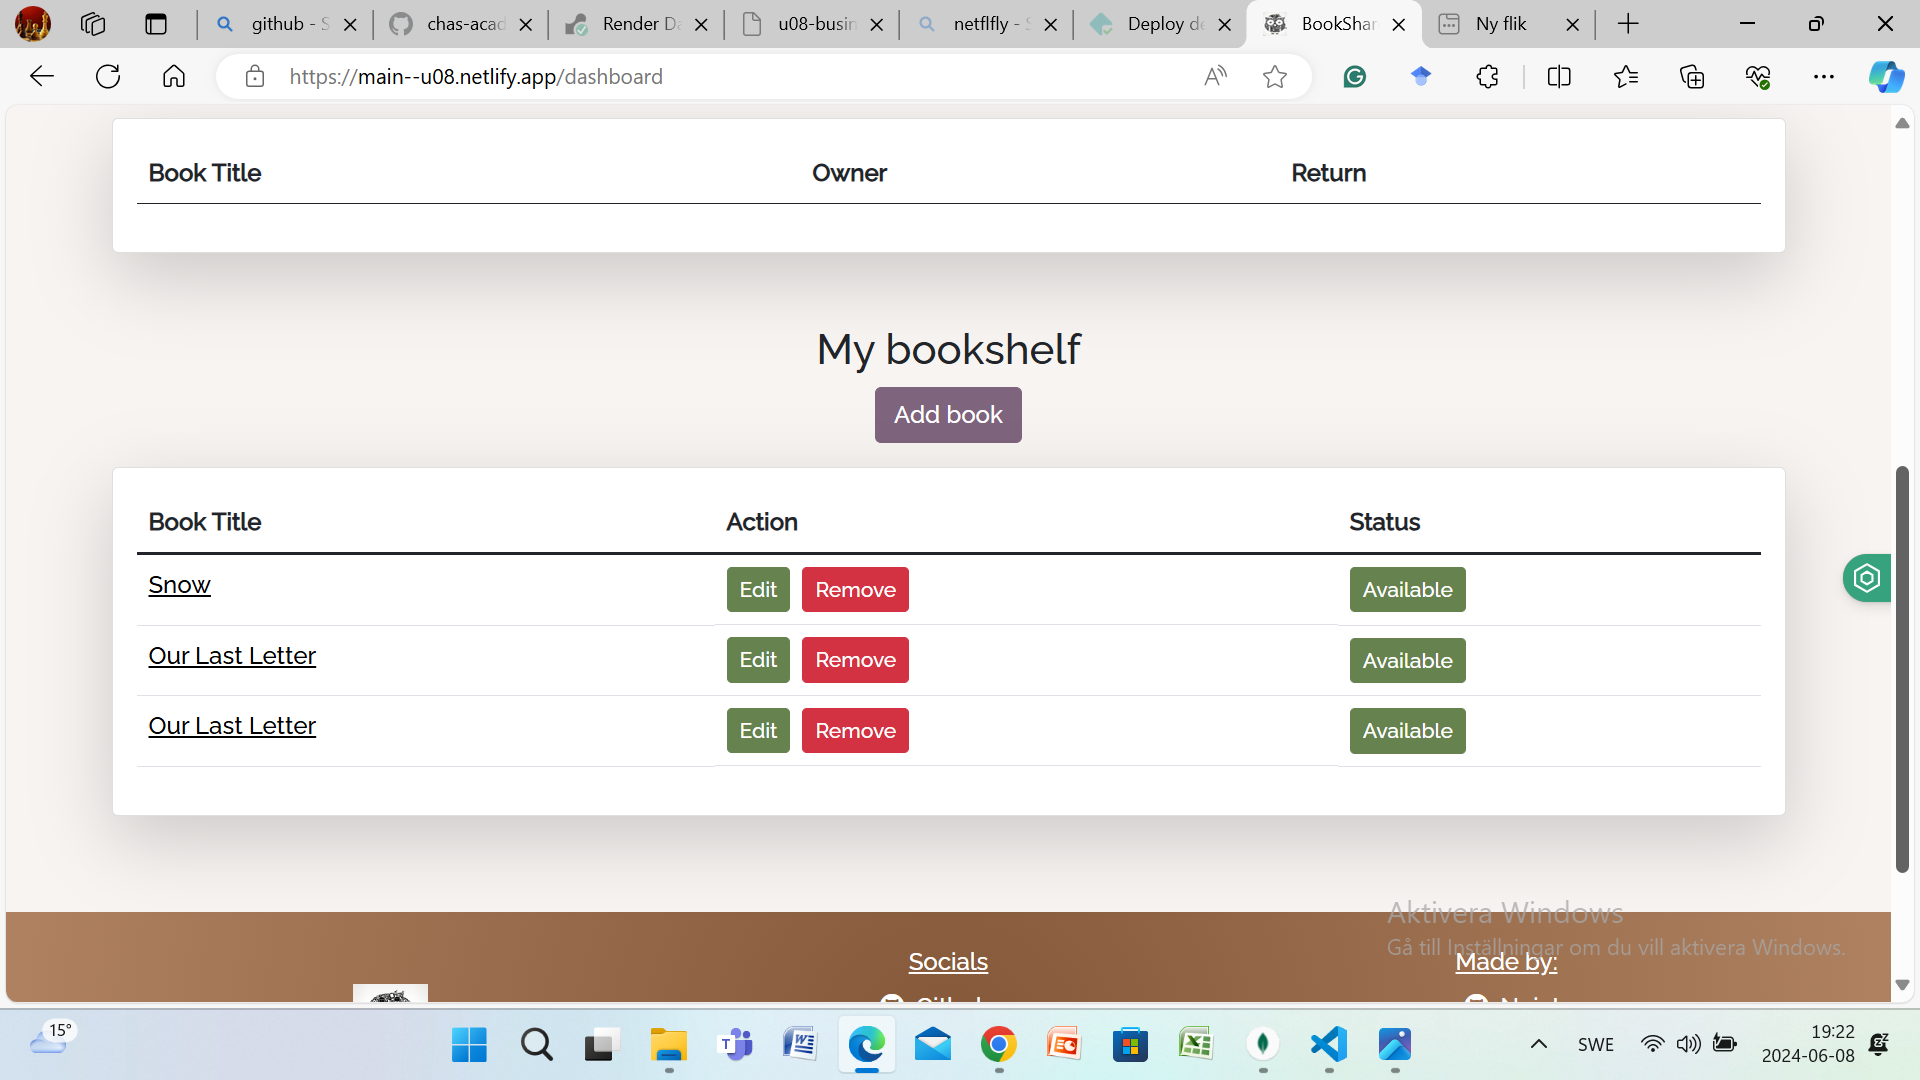 github - S
chas-acad
Render Da
u08-busin
netflfly - S
Deploy de
BookShar
Ny flik
https://main--u08.netlify.app/dashboard
Book Title Owner Return
My bookshelf
Add book
Book Title Action Status
Snow Edit Remove Available
Our Last Letter Edit Remove Available
Our Last Letter Edit Remove Available
Aktivera Windows
Gå till Inställningar om du vill aktivera Windows.
Socials Made by:
15°
SWE
19:22
2024-06-08